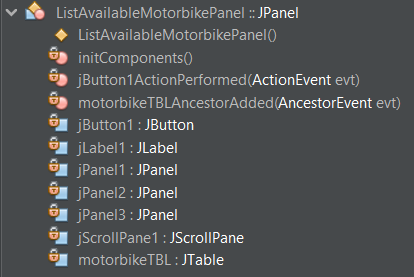 ListAvailableMotorbikePanel :: JPanel
ListAvailableMotorbikePanel()
initComponents()
jButton1ActionPerformed(ActionEvent evt)
motorbikeTBLAncestorAdded(AncestorEvent evt)
jButton1 : JButton
jLabel1 : JLabel
jPanel1 : JPanel
jPanel2 : JPanel
jPanel3 : JPanel
jScrollPane1 : JScrollPane
motorbikeTBL : JTable